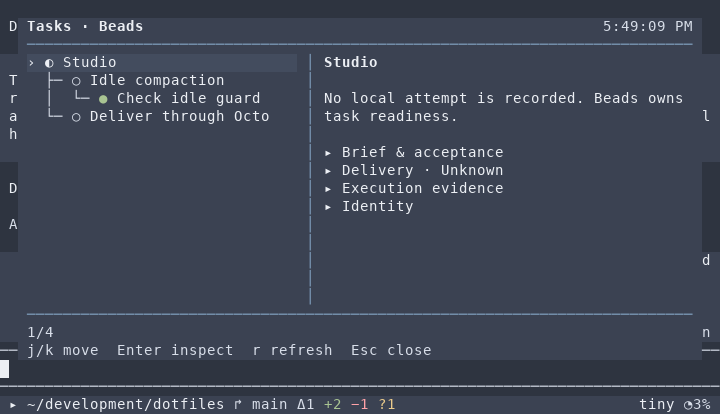 D Tasks · Beads 5:49:09 PM
› ◐ Studio │ Studio
T ├─ ○ Idle compaction │
r │ └─ ● Check idle guard │ No local attempt is recorded. Beads owns
a └─ ○ Deliver through Octo │ task readiness. l
h │
│ ▸ Brief & acceptance
│ ▸ Delivery · Unknown
D │ ▸ Execution evidence
│ ▸ Identity
A │
d
1/4 n
j/k move Enter inspect r refresh Esc close
▸ ~/development/dotfiles ↱ main Δ1 +2 −1 ?1 tiny ◔3%